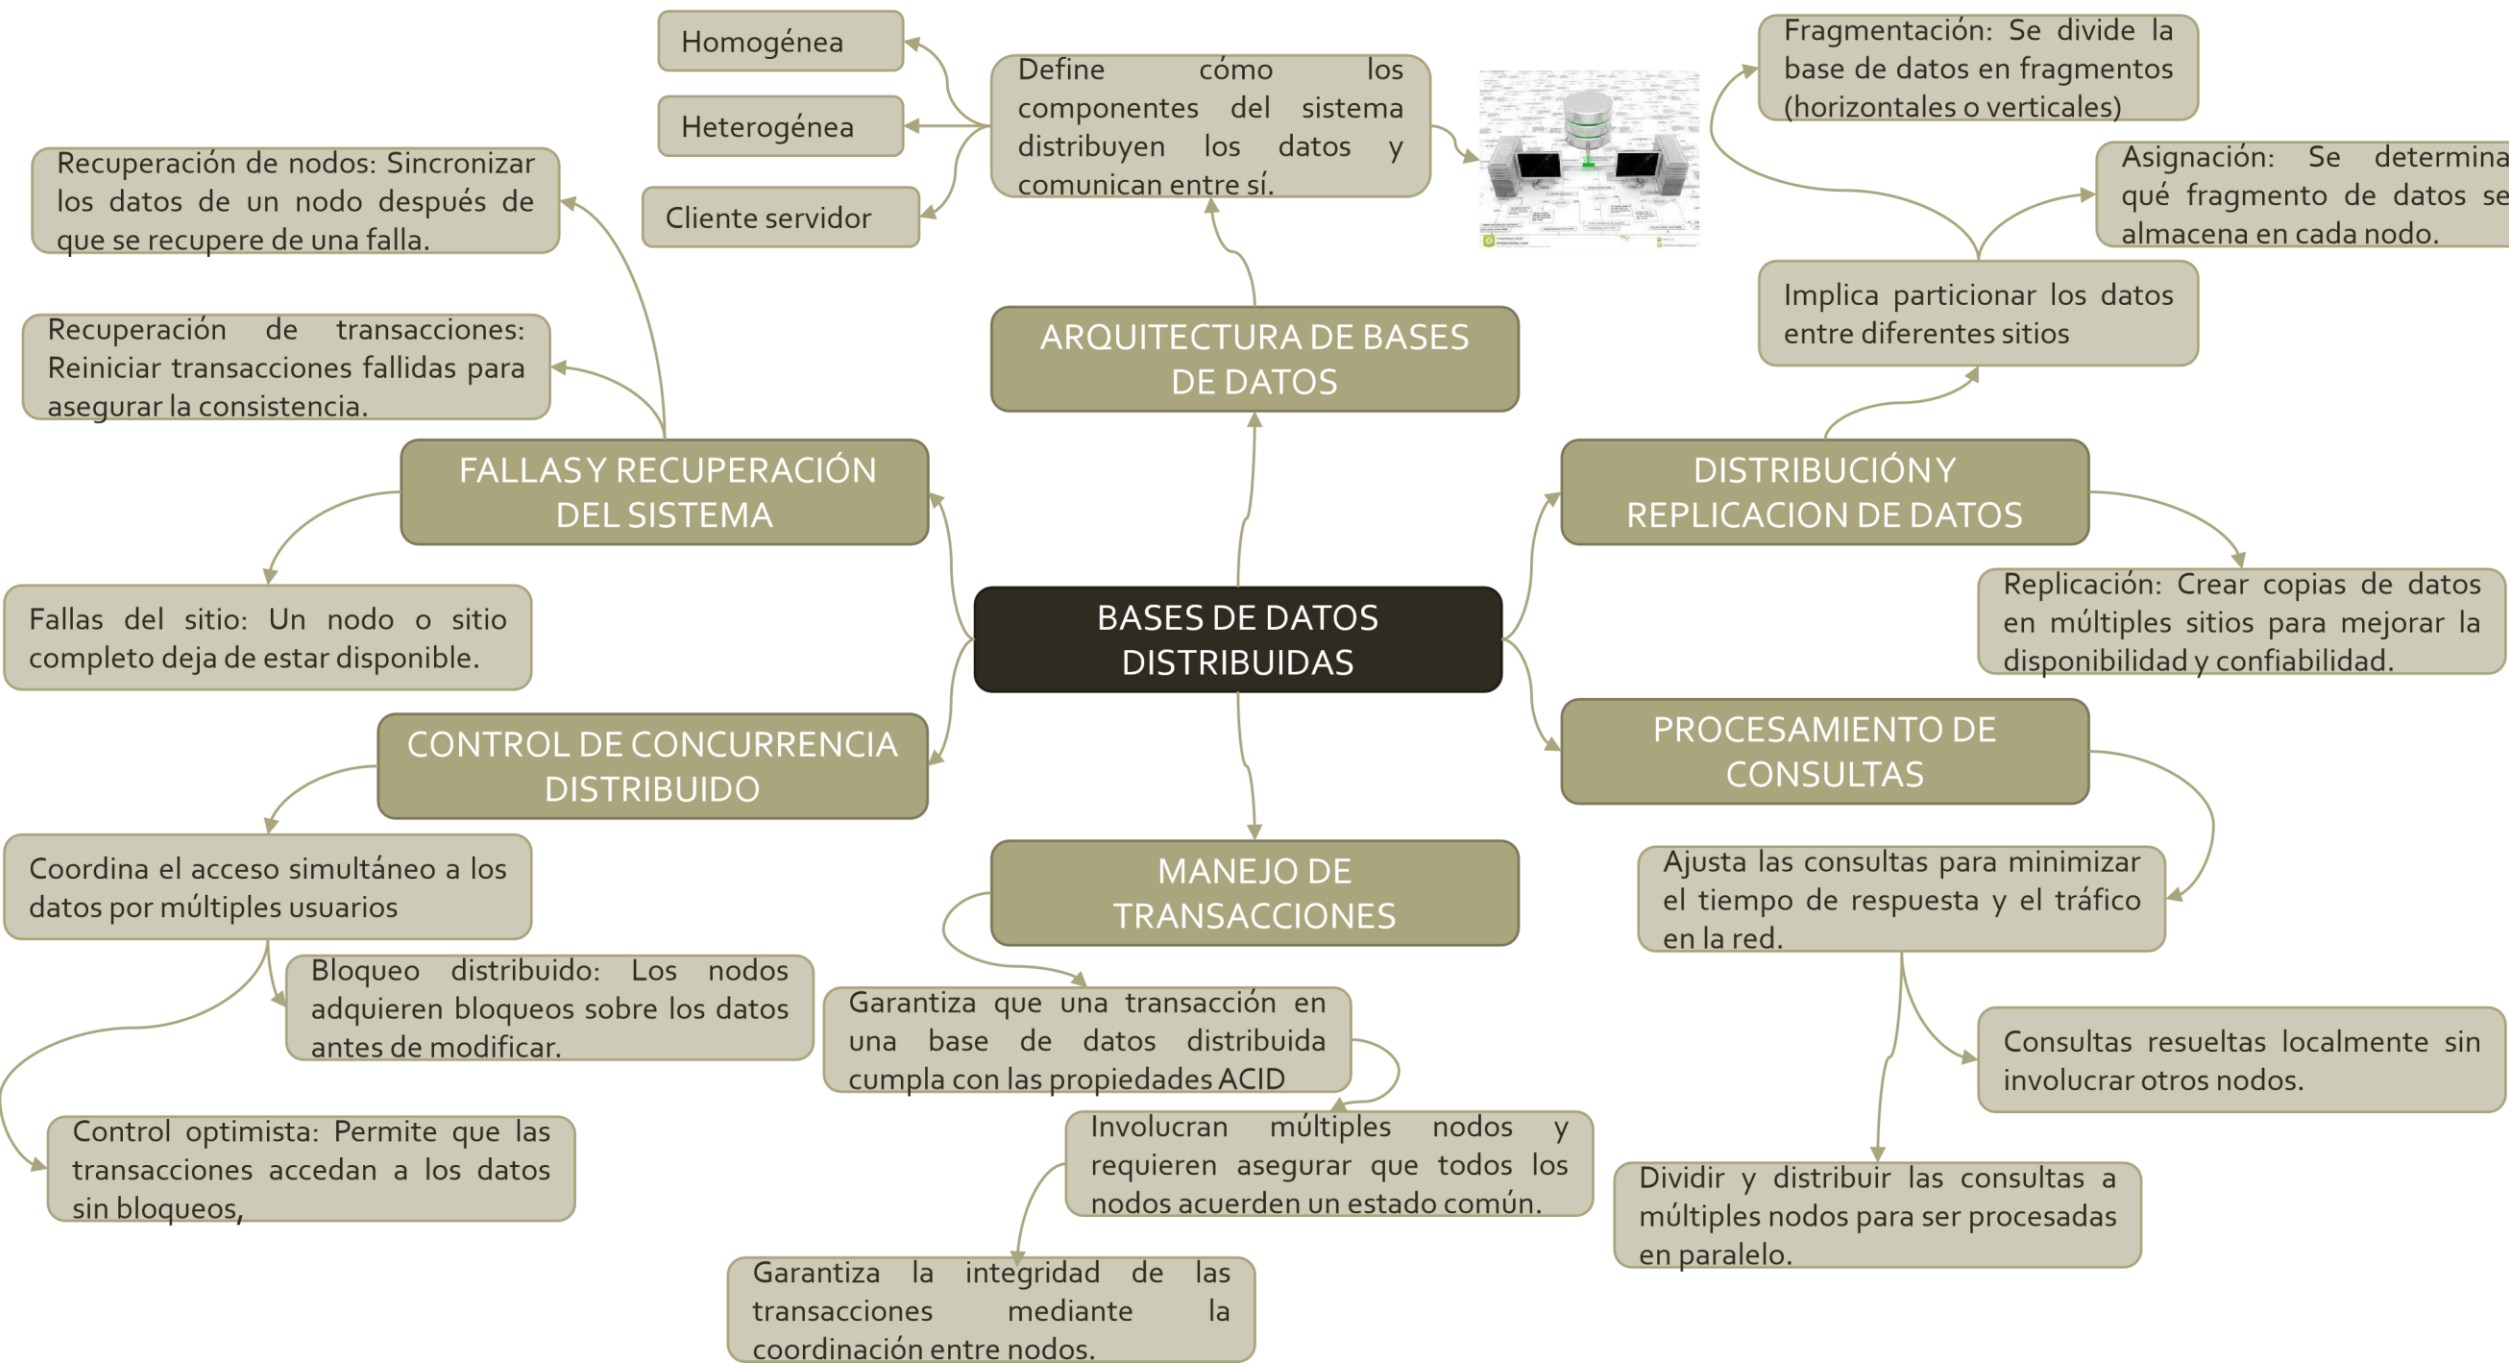 Homogénea
Heterogénea
Cliente servidor
Define cómo los
componentes del sistema
distribuyen los datos y
comunican entre sí.
Fragmentación: Se divide la
base de datos en fragmentos
(horizontales o verticales)
Asignación: Se determina
qué fragmento de datos se
almacena en cada nodo.
Implica particionar los datos
entre diferentes sitios
Recuperación de nodos: Sincronizar
los datos de un nodo después de
que se recupere de una falla.
Recuperación de transacciones:
Reiniciar transacciones fallidas para
asegurar la consistencia.
ARQUITECTURA DE BASES
DE DATOS
FALLAS Y RECUPERACIÓN
DEL SISTEMA
DISTRIBUCIÓN Y
REPLICACION DE DATOS
Fallas del sitio: Un nodo o sitio
completo deja de estar disponible.
BASES DE DATOS
DISTRIBUIDAS
Replicación: Crear copias de datos
en múltiples sitios para mejorar la
disponibilidad y confiabilidad.
CONTROL DE CONCURRENCIA
DISTRIBUIDO
PROCESAMIENTO DE
CONSULTAS
Coordina el acceso simultáneo a los
datos por múltiples usuarios
MANEJO DE
TRANSACCIONES
Ajusta las consultas para minimizar
el tiempo de respuesta y el tráfico
en la red.
Bloqueo distribuido: Los nodos
adquieren bloqueos sobre los datos
antes de modificar.
Garantiza que una transacción en
una base de datos distribuida
cumpla con las propiedades ACID
Consultas resueltas localmente sin
involucrar otros nodos.
Control optimista: Permite que las
transacciones accedan a los datos
sin bloqueos,
Involucran múltiples nodos y
requieren asegurar que todos los
nodos acuerden un estado común.
Dividir y distribuir las consultas a
múltiples nodos para ser procesadas
en paralelo.
Garantiza la integridad de las
transacciones mediante la
coordinación entre nodos.